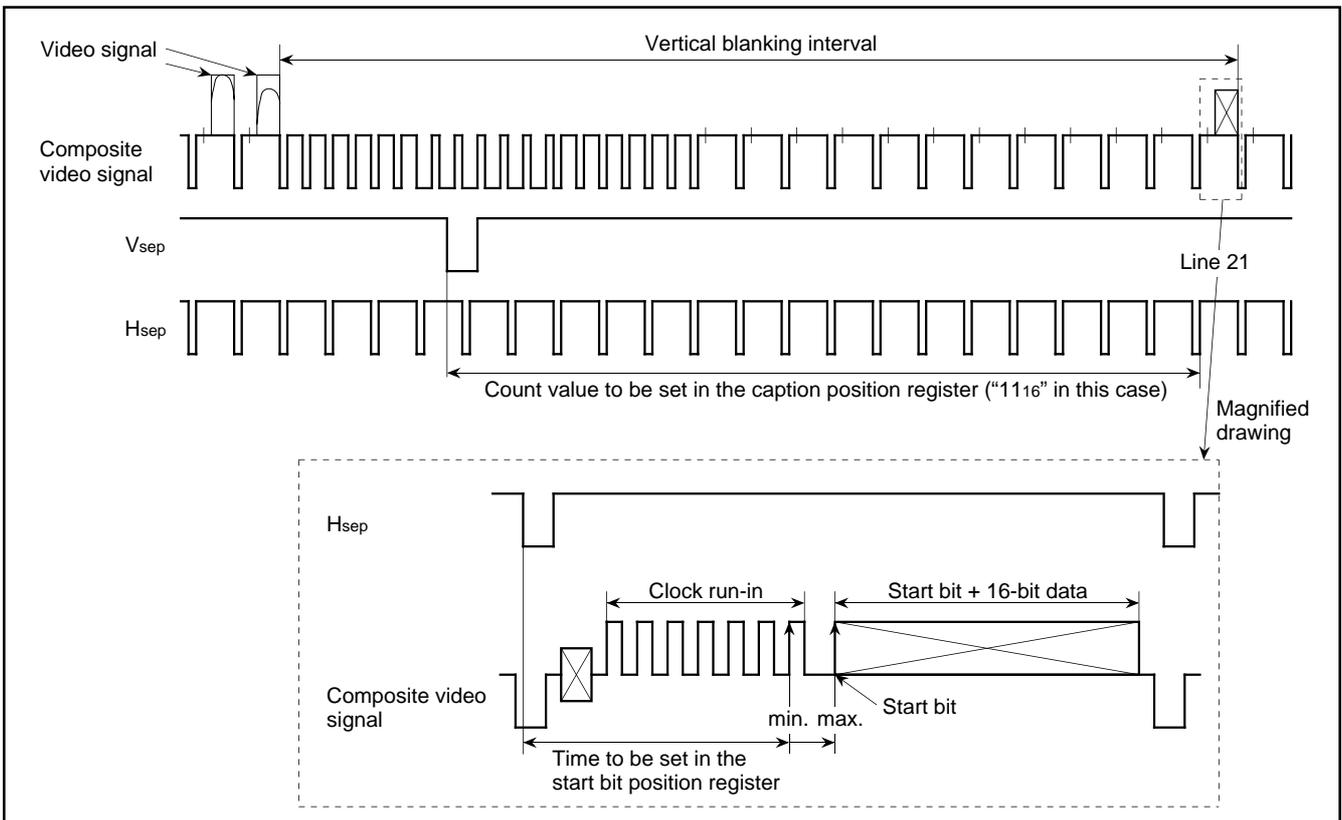 Video signal
Vertical blanking interval
Composite
video signal
Vsep
Line 21
Hsep
Count value to be set in the caption position register (“1116” in this case)
Magnified
drawing
Hsep
Clock run-in
Start bit + 16-bit data
Composite video
signal
Start bit
min. max.
Time to be set in the
start bit position register